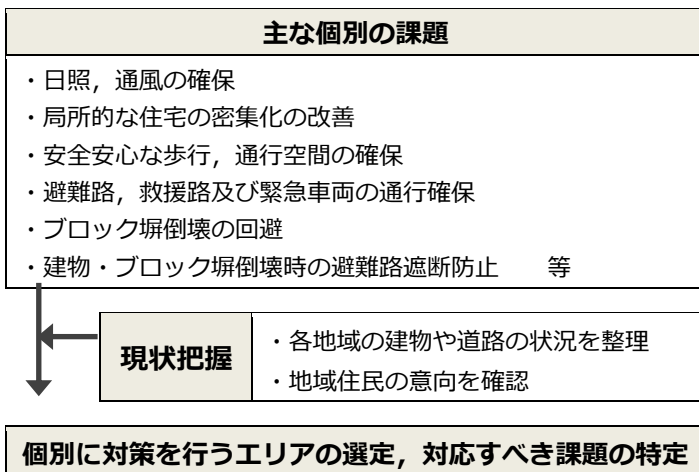 主な個別の課題
・日照，通風の確保
・局所的な住宅の密集化の改善
・安全安心な歩行，通行空間の確保
・避難路，救援路及び緊急車両の通行確保
・ブロック塀倒壊の回避
・建物・ブロック塀倒壊時の避難路遮断防止　　等
現状把握
・各地域の建物や道路の状況を整理
・地域住民の意向を確認
個別に対策を行うエリアの選定，対応すべき課題の特定